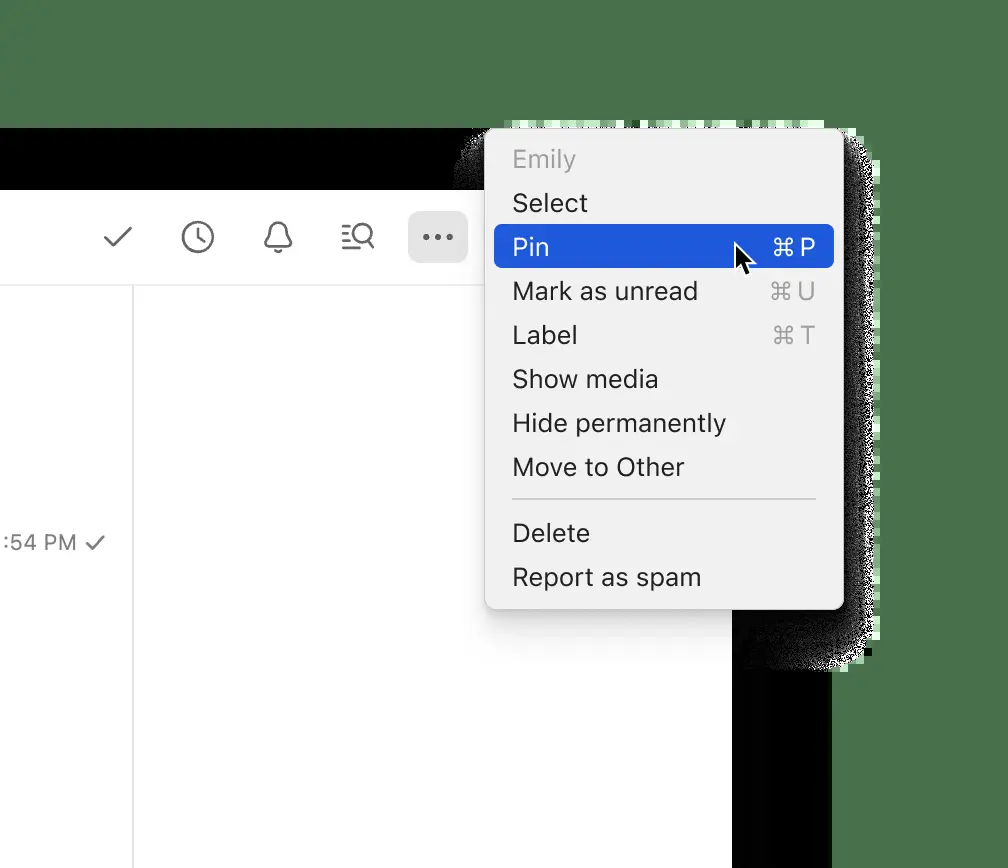 Emily
Select
Pin ⌘ P
Mark as unread ⌘ U
Label ⌘ T
Show media
Hide permanently
Move to Other
:54 PM
Delete
Report as spam